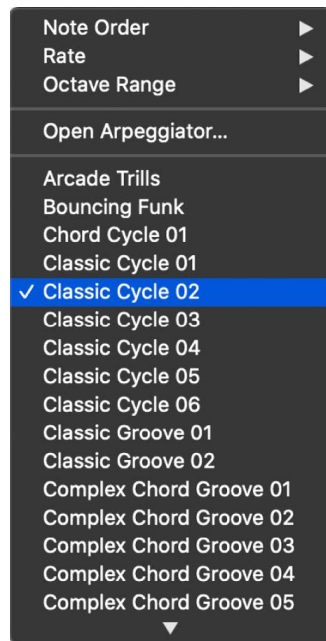 Note Order
Rate
Octave Range
Open Arpeggiator...
Arcade Trills
Bouncing Funk
Chord Cycle 01
Classic Cycle 01
Classic Cycle 02
Classic Cycle 03
Classic Cycle 04
Classic Cycle 05
Classic Cycle 06
Classic Groove 01
Classic Groove 02
Complex Chord Groove 01
Complex Chord Groove 02
Complex Chord Groove 03
Complex Chord Groove 04
Complex Chord Groove 05